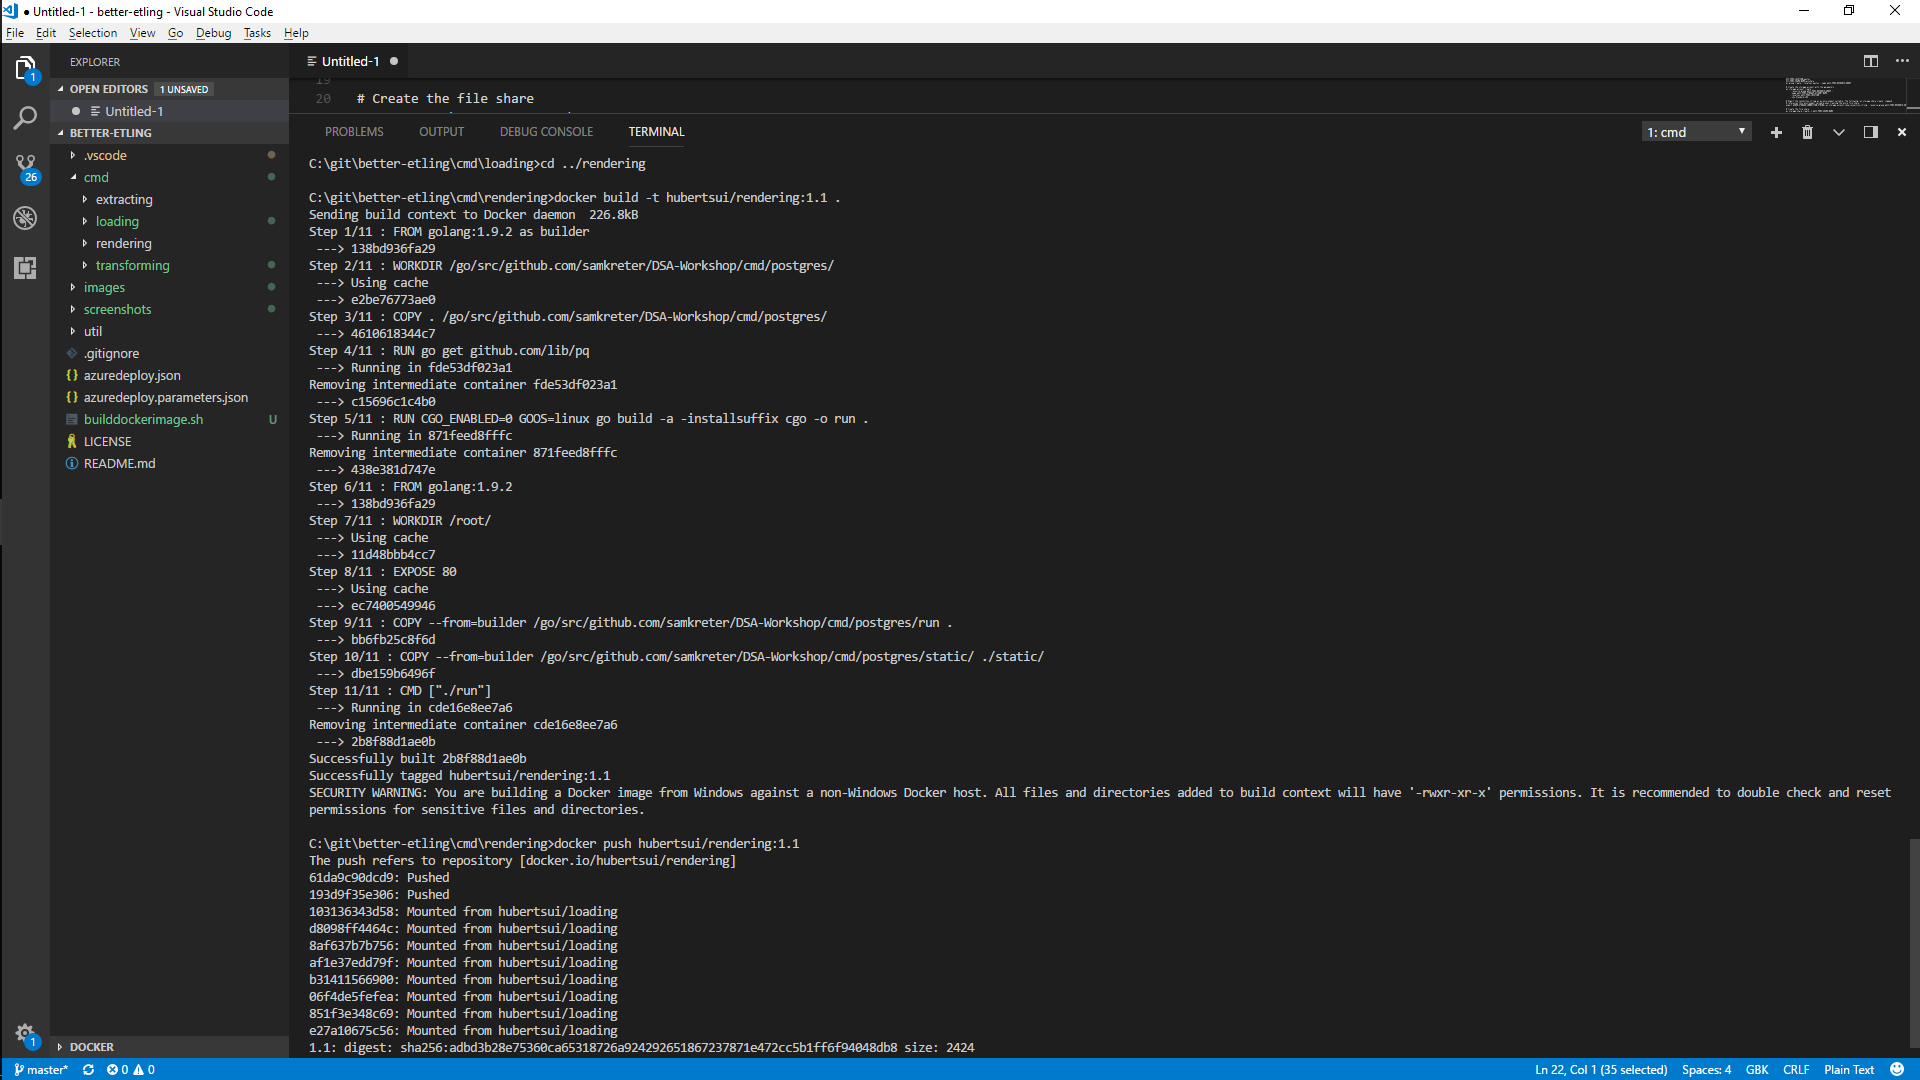 ● Untitled-1 - better-etling - Visual Studio Code
File Edit Selection View Go Debug Tasks Help
EXPLORER
OPEN EDITORS 1 UNSAVED
Untitled-1
BETTER-ETLING
.vscode
cmd
extracting
loading
rendering
transforming
images
screenshots
util
.gitignore
azuredeploy.json
azuredeploy.parameters.json
builddockerimage.sh U
LICENSE
README.md
DOCKER
1
26
1
Untitled-1
19
20 # Create the file share
PROBLEMS OUTPUT DEBUG CONSOLE TERMINAL
1: cmd
C:\git\better-etling\cmd\loading>cd ../rendering
C:\git\better-etling\cmd\rendering>docker build -t hubertsui/rendering:1.1 .
Sending build context to Docker daemon  226.8kB
Step 1/11 : FROM golang:1.9.2 as builder
 ---> 138bd936fa29
Step 2/11 : WORKDIR /go/src/github.com/samkreter/DSA-Workshop/cmd/postgres/
 ---> Using cache
 ---> e2be76773ae0
Step 3/11 : COPY . /go/src/github.com/samkreter/DSA-Workshop/cmd/postgres/
 ---> 4610618344c7
Step 4/11 : RUN go get github.com/lib/pq
 ---> Running in fde53df023a1
Removing intermediate container fde53df023a1
 ---> c15696c1c4b0
Step 5/11 : RUN CGO_ENABLED=0 GOOS=linux go build -a -installsuffix cgo -o run .
 ---> Running in 871feed8fffc
Removing intermediate container 871feed8fffc
 ---> 438e381d747e
Step 6/11 : FROM golang:1.9.2
 ---> 138bd936fa29
Step 7/11 : WORKDIR /root/
 ---> Using cache
 ---> 11d48bbb4cc7
Step 8/11 : EXPOSE 80
 ---> Using cache
 ---> ec7400549946
Step 9/11 : COPY --from=builder /go/src/github.com/samkreter/DSA-Workshop/cmd/postgres/run .
 ---> bb6fb25c8f6d
Step 10/11 : COPY --from=builder /go/src/github.com/samkreter/DSA-Workshop/cmd/postgres/static/ ./static/
 ---> dbe159b6496f
Step 11/11 : CMD ["./run"]
 ---> Running in cde16e8ee7a6
Removing intermediate container cde16e8ee7a6
 ---> 2b8f88d1ae0b
Successfully built 2b8f88d1ae0b
Successfully tagged hubertsui/rendering:1.1
SECURITY WARNING: You are building a Docker image from Windows against a non-Windows Docker host. All files and directories added to build context will have '-rwxr-xr-x' permissions. It is recommended to double check and reset
permissions for sensitive files and directories.
C:\git\better-etling\cmd\rendering>docker push hubertsui/rendering:1.1
The push refers to repository [docker.io/hubertsui/rendering]
61da9c90dcd9: Pushed
193d9f35e306: Pushed
103136343d58: Mounted from hubertsui/loading
d8098ff4464c: Mounted from hubertsui/loading
8af637b7b756: Mounted from hubertsui/loading
af1e37edd79f: Mounted from hubertsui/loading
b31411566900: Mounted from hubertsui/loading
06f4de5fefea: Mounted from hubertsui/loading
851f3e348c69: Mounted from hubertsui/loading
e27a10675c56: Mounted from hubertsui/loading
1.1: digest: sha256:adbd3b28e75360ca65318726a924292651867237871e472cc5b1ff6f94048db8 size: 2424
master* 0 0 Ln 22, Col 1 (35 selected) Spaces: 4 GBK CRLF Plain Text